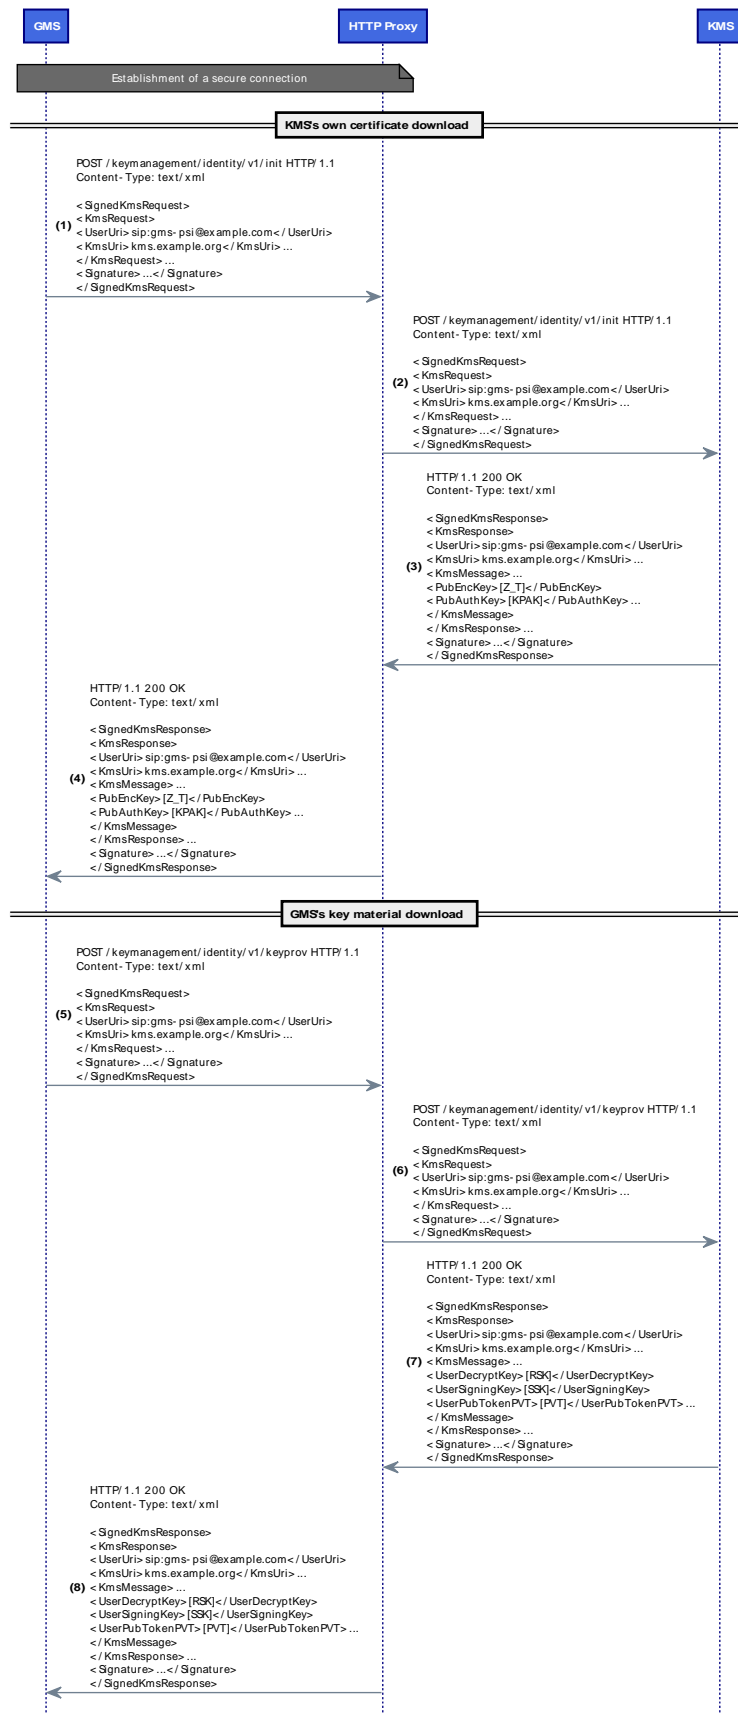 GMS
HTTP Proxy
KMS
Establishment of a secure connection
KMS's own certificate download
POST /keymanagement/identity/v1/init HTTP/1.1
Content-Type: text/xml
<SignedKmsRequest>
<KmsRequest>
(1) <UserUri>sip:gms-psi@example.com</UserUri>
<KmsUri>kms.example.org</KmsUri> ...
</KmsRequest> ...
<Signature> ...</Signature>
</SignedKmsRequest>
POST /keymanagement/identity/v1/init HTTP/1.1
Content-Type: text/xml
<SignedKmsRequest>
<KmsRequest>
(2) <UserUri>sip:gms-psi@example.com</UserUri>
<KmsUri>kms.example.org</KmsUri> ...
</KmsRequest> ...
<Signature> ...</Signature>
</SignedKmsRequest>
HTTP/1.1 200 OK
Content-Type: text/xml
<SignedKmsResponse>
<KmsResponse>
<UserUri>sip:gms-psi@example.com</UserUri>
<KmsUri>kms.example.org</KmsUri> ...
(3) <KmsMessage> ...
<PubEncKey>[Z_T]</PubEncKey>
<PubAuthKey>[KPAK]</PubAuthKey> ...
</KmsMessage>
</KmsResponse> ...
<Signature> ...</Signature>
</SignedKmsResponse>
HTTP/1.1 200 OK
Content-Type: text/xml
<SignedKmsResponse>
<KmsResponse>
<UserUri>sip:gms-psi@example.com</UserUri>
<KmsUri>kms.example.org</KmsUri> ...
(4) <KmsMessage> ...
<PubEncKey>[Z_T]</PubEncKey>
<PubAuthKey>[KPAK]</PubAuthKey> ...
</KmsMessage>
</KmsResponse> ...
<Signature> ...</Signature>
</SignedKmsResponse>
GMS's key material download
POST /keymanagement/identity/v1/keyprov HTTP/1.1
Content-Type: text/xml
<SignedKmsRequest>
<KmsRequest>
(5) <UserUri>sip:gms-psi@example.com</UserUri>
<KmsUri>kms.example.org</KmsUri> ...
</KmsRequest> ...
<Signature> ...</Signature>
</SignedKmsRequest>
POST /keymanagement/identity/v1/keyprov HTTP/1.1
Content-Type: text/xml
<SignedKmsRequest>
<KmsRequest>
(6) <UserUri>sip:gms-psi@example.com</UserUri>
<KmsUri>kms.example.org</KmsUri> ...
</KmsRequest> ...
<Signature> ...</Signature>
</SignedKmsRequest>
HTTP/1.1 200 OK
Content-Type: text/xml
<SignedKmsResponse>
<KmsResponse>
<UserUri>sip:gms-psi@example.com</UserUri>
<KmsUri>kms.example.org</KmsUri> ...
(7) <KmsMessage> ...
<UserDecryptKey>[RSK]</UserDecryptKey>
<UserSigningKey>[SSK]</UserSigningKey>
<UserPubTokenPVT>[PVT]</UserPubTokenPVT> ...
</KmsMessage>
</KmsResponse> ...
<Signature> ...</Signature>
</SignedKmsResponse>
HTTP/1.1 200 OK
Content-Type: text/xml
<SignedKmsResponse>
<KmsResponse>
<UserUri>sip:gms-psi@example.com</UserUri>
<KmsUri>kms.example.org</KmsUri> ...
(8) <KmsMessage> ...
<UserDecryptKey>[RSK]</UserDecryptKey>
<UserSigningKey>[SSK]</UserSigningKey>
<UserPubTokenPVT>[PVT]</UserPubTokenPVT> ...
</KmsMessage>
</KmsResponse> ...
<Signature> ...</Signature>
</SignedKmsResponse>